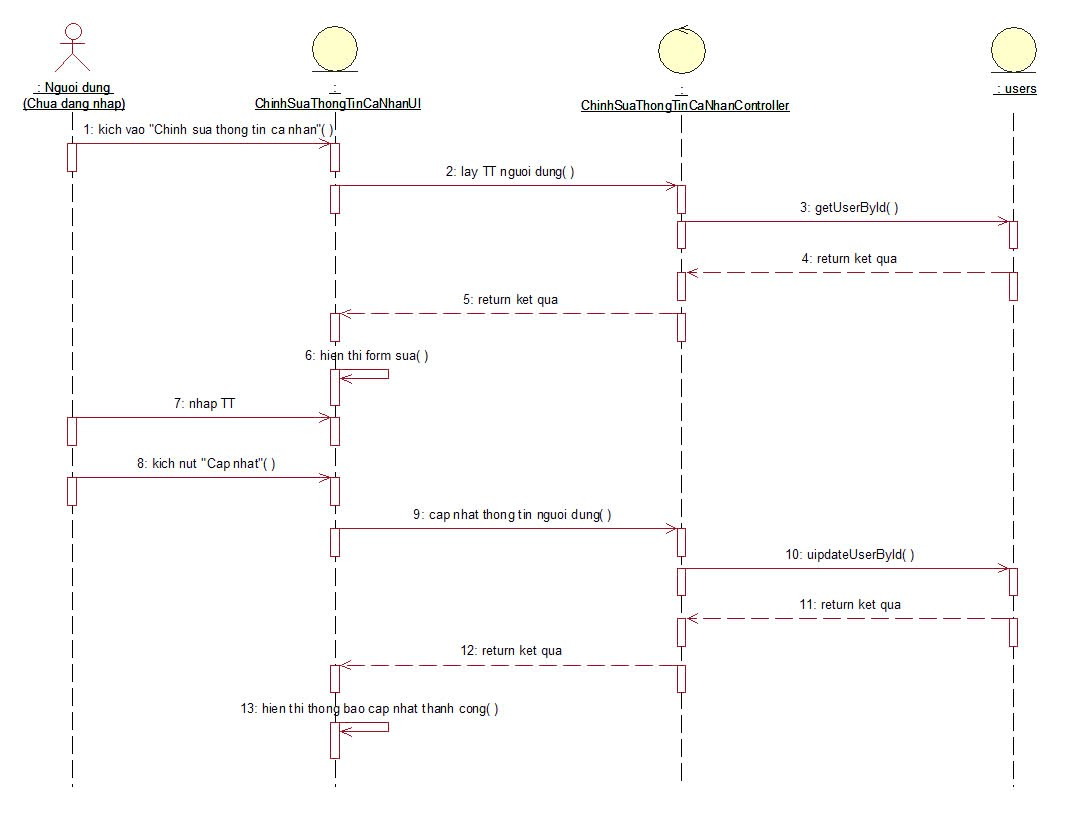 : Nguoi dung
(Chua dang nhap)
:
ChinhSuaThongTinCaNhanUI
:
ChinhSuaThongTinCaNhanController
: users
1: kich vao "Chinh sua thong tin ca nhan"( )
2: lay TT nguoi dung( )
3: getUserById( )
4: return ket qua
5: return ket qua
6: hien thi form sua( )
7: nhap TT
8: kich nut "Cap nhat"( )
9: cap nhat thong tin nguoi dung( )
10: uipdateUserById( )
11: return ket qua
12: return ket qua
13: hien thi thong bao cap nhat thanh cong( )